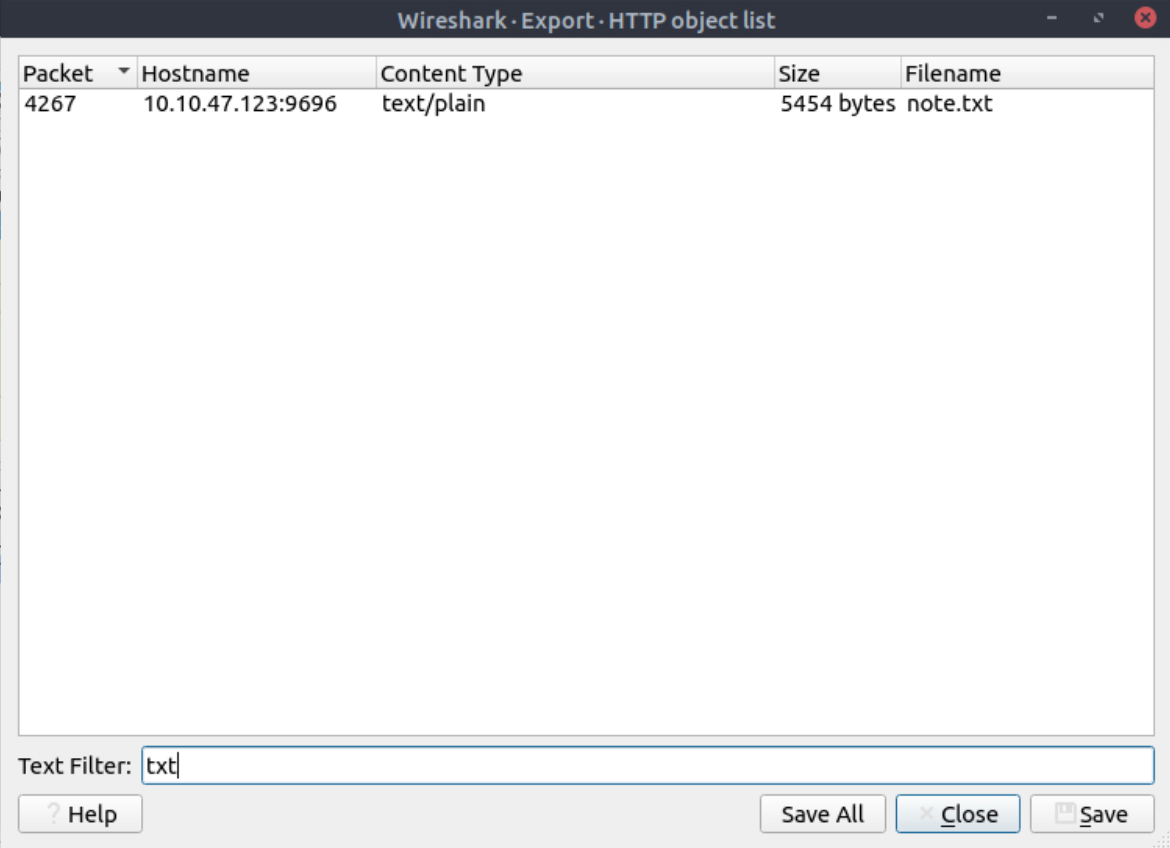 Wireshark · Export · HTTP object list
Packet Hostname Content Type Size Filename
4267 10.10.47.123:9696 text/plain 5454 bytes note.txt
Text Filter: txt
? Help Save All × Close Save